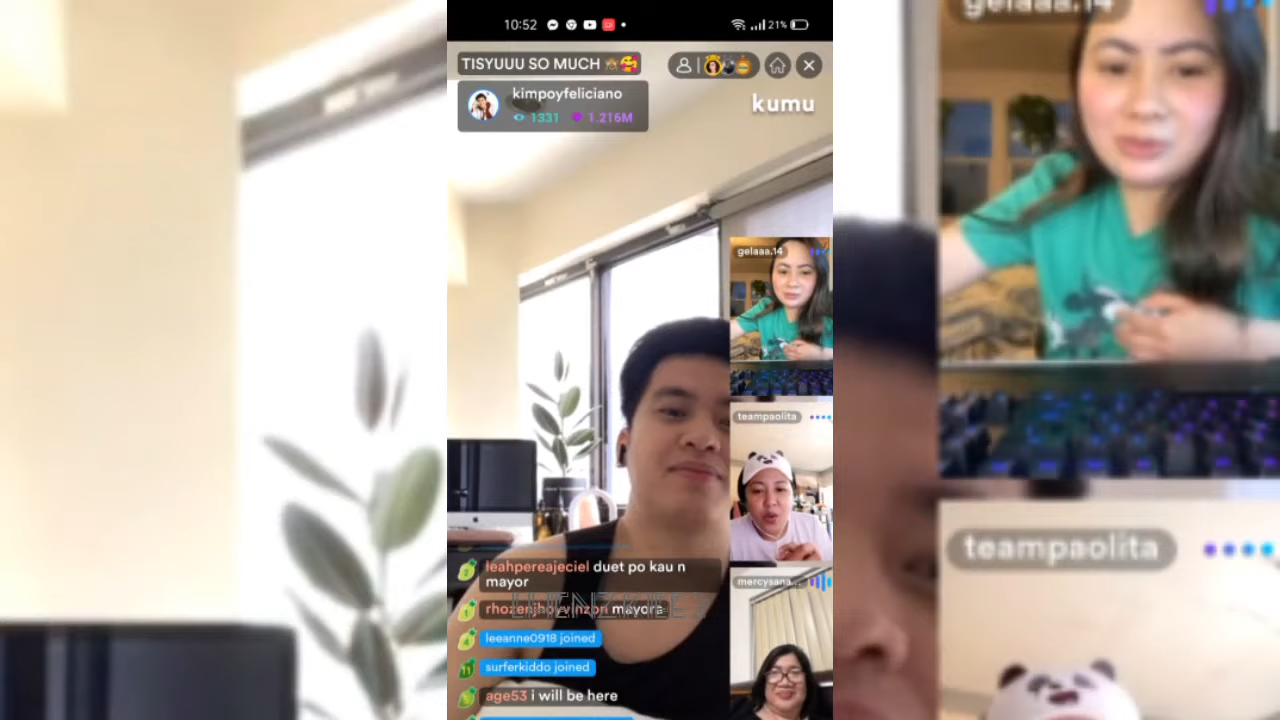 10:52
21%
TISYUUU SO MUCH
kimpoyfeliciano
1331 1.216M
kumu
gelaaa.14
gelaaa.14
teampaolita
teampaolita
mercysana...
leahpereajeciel duet po kau n
mayor
mayora
leeanne0918 joined
surferkiddo joined
age53 i will be here